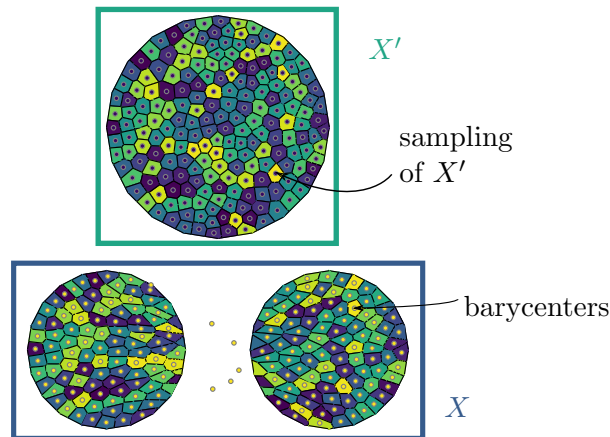 X′
sampling
of X′
barycenters
X